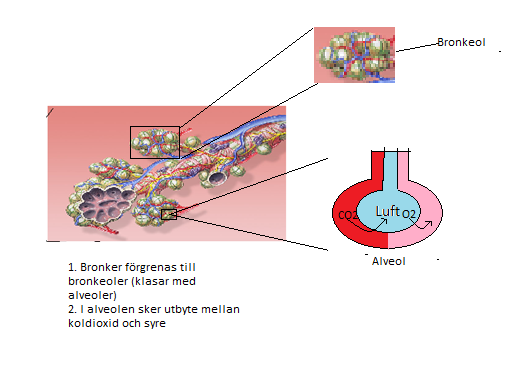 Bronkeol
CO2 Luft O2
Alveol
1. Bronker förgrenas till
bronkeoler (klasar med
alveoler)
2. I alveolen sker utbyte mellan
koldioxid och syre